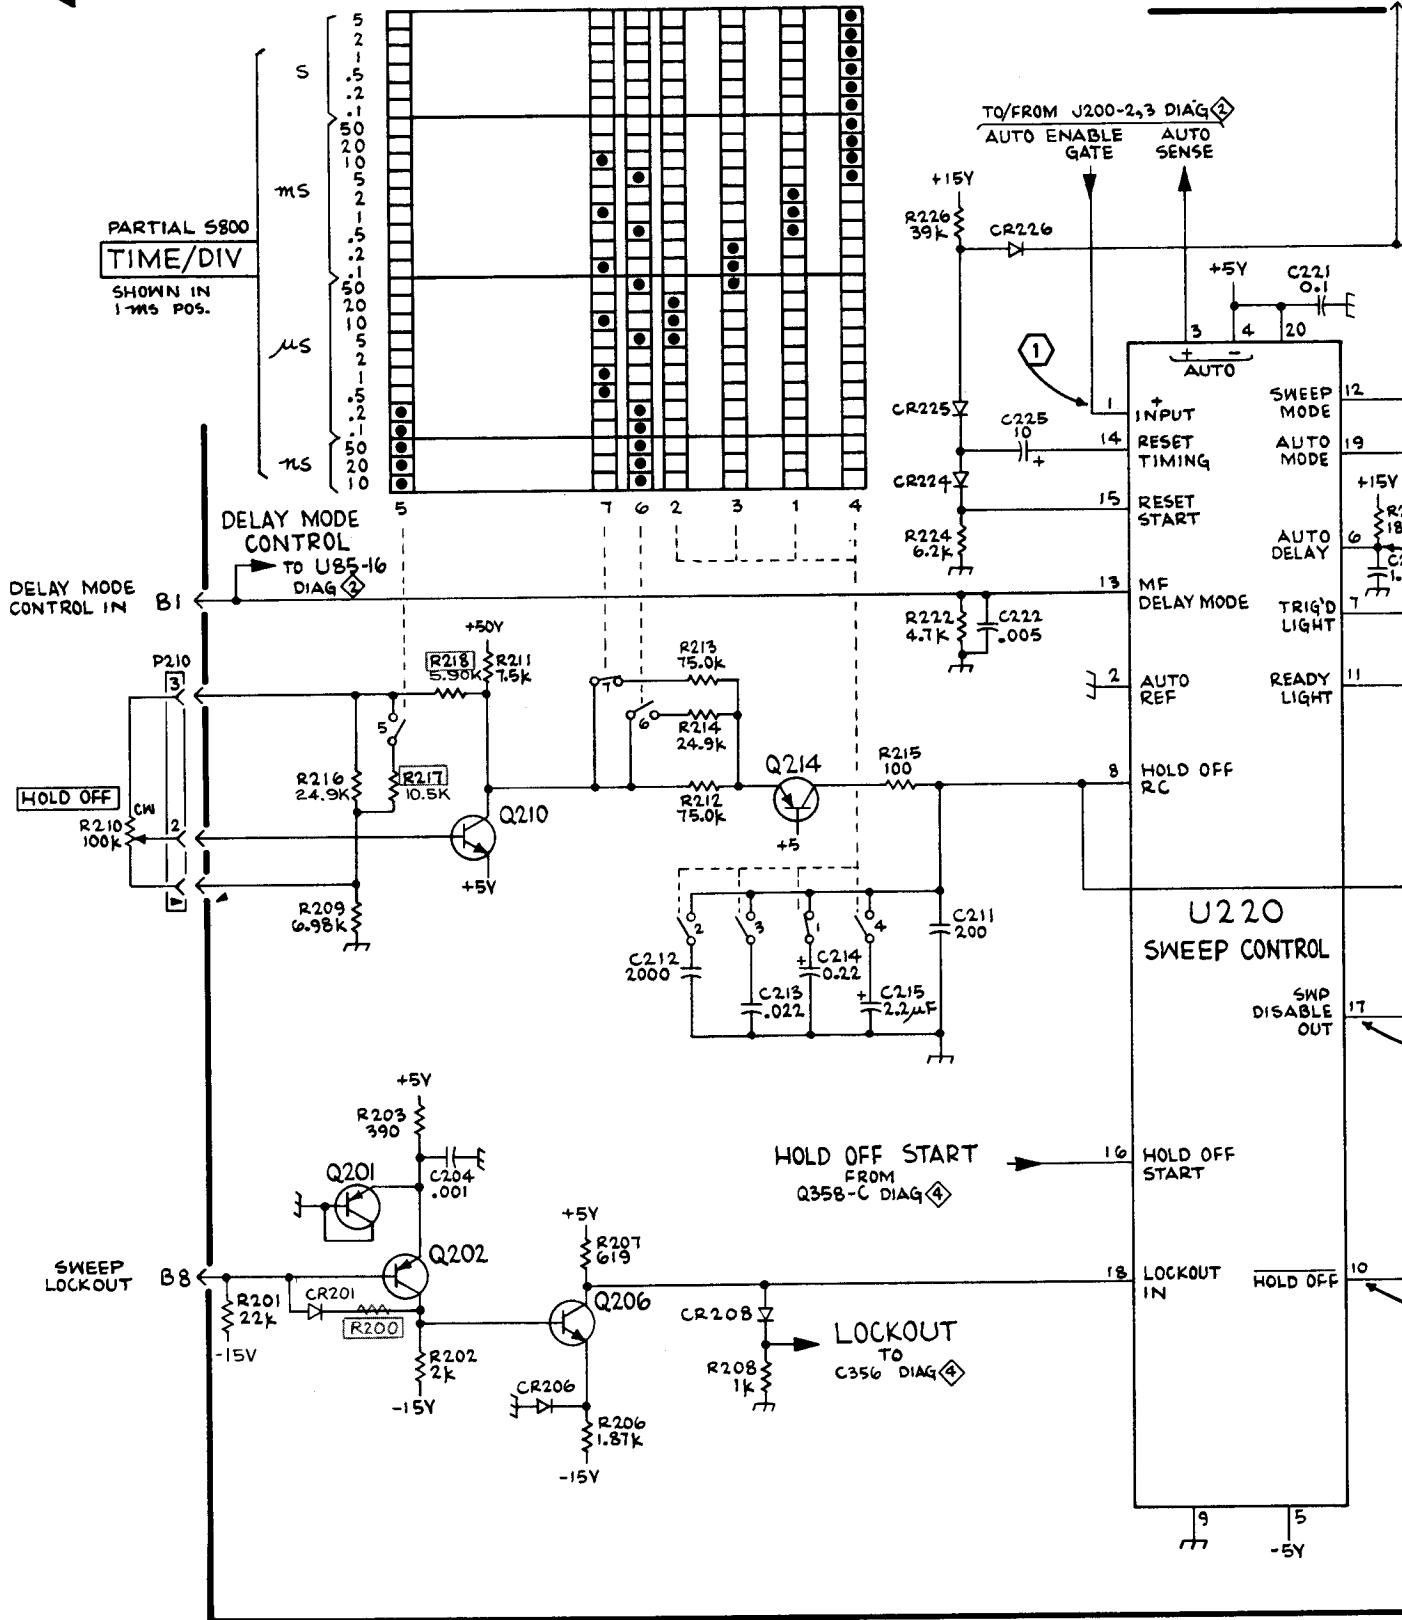 5
2
1
.5
.2
.1
50
20
10
5
2
1
.5
.2
.1
50
20
10
5
2
1
.5
.2
.1
50
20
10
S
mS
μS
nS
PARTIAL S800
TIME/DIV
SHOWN IN
1 mS POS.
5
7
6
2
3
1
4
TO/FROM J200-2,3 DIAG 2
AUTO ENABLE
GATE
AUTO
SENSE
+15V
R226
39K
CR226
+5V
C221
0.1
3
4
20
+ -
AUTO
1
1
+
INPUT
CR225
C225
10
+
14
RESET
TIMING
CR224
15
RESET
START
R224
6.2K
SWEEP
MODE
12
AUTO
MODE
19
+15V
AUTO
DELAY
6
DELAY MODE
CONTROL
TO U85-16
DIAG 2
DELAY MODE
CONTROL IN
B1
13
MF
DELAY MODE
R222
4.7K
C222
.005
TRIG'D
LIGHT
7
2
AUTO
REF
READY
LIGHT
11
P210
3
+50V
R218
5.90K
R211
7.5K
5
R216
24.9K
R217
10.5K
HOLD OFF
CW
R210
100K
2
Q210
+5V
R209
6.98K
R213
75.0K
7
6
R214
24.9K
R212
75.0K
Q214
+5
R215
100
8
HOLD OFF
RC
2
3
1
4
C211
200
C212
2000
C213
.022
+
C214
0.22
+
C215
2.2μF
U220
SWEEP CONTROL
SWP
DISABLE
OUT
17
+5V
R203
390
C204
.001
Q201
Q202
HOLD OFF START
FROM
Q358-C DIAG 4
16
HOLD OFF
START
SWEEP
LOCKOUT
B8
R201
22K
-15V
CR201
R200
R202
2K
-15V
+5V
R207
619
Q206
CR206
R206
1.87K
-15V
CR208
R208
1K
LOCKOUT
TO
C356 DIAG 4
18
LOCKOUT
IN
HOLD OFF
10
9
5
-5V